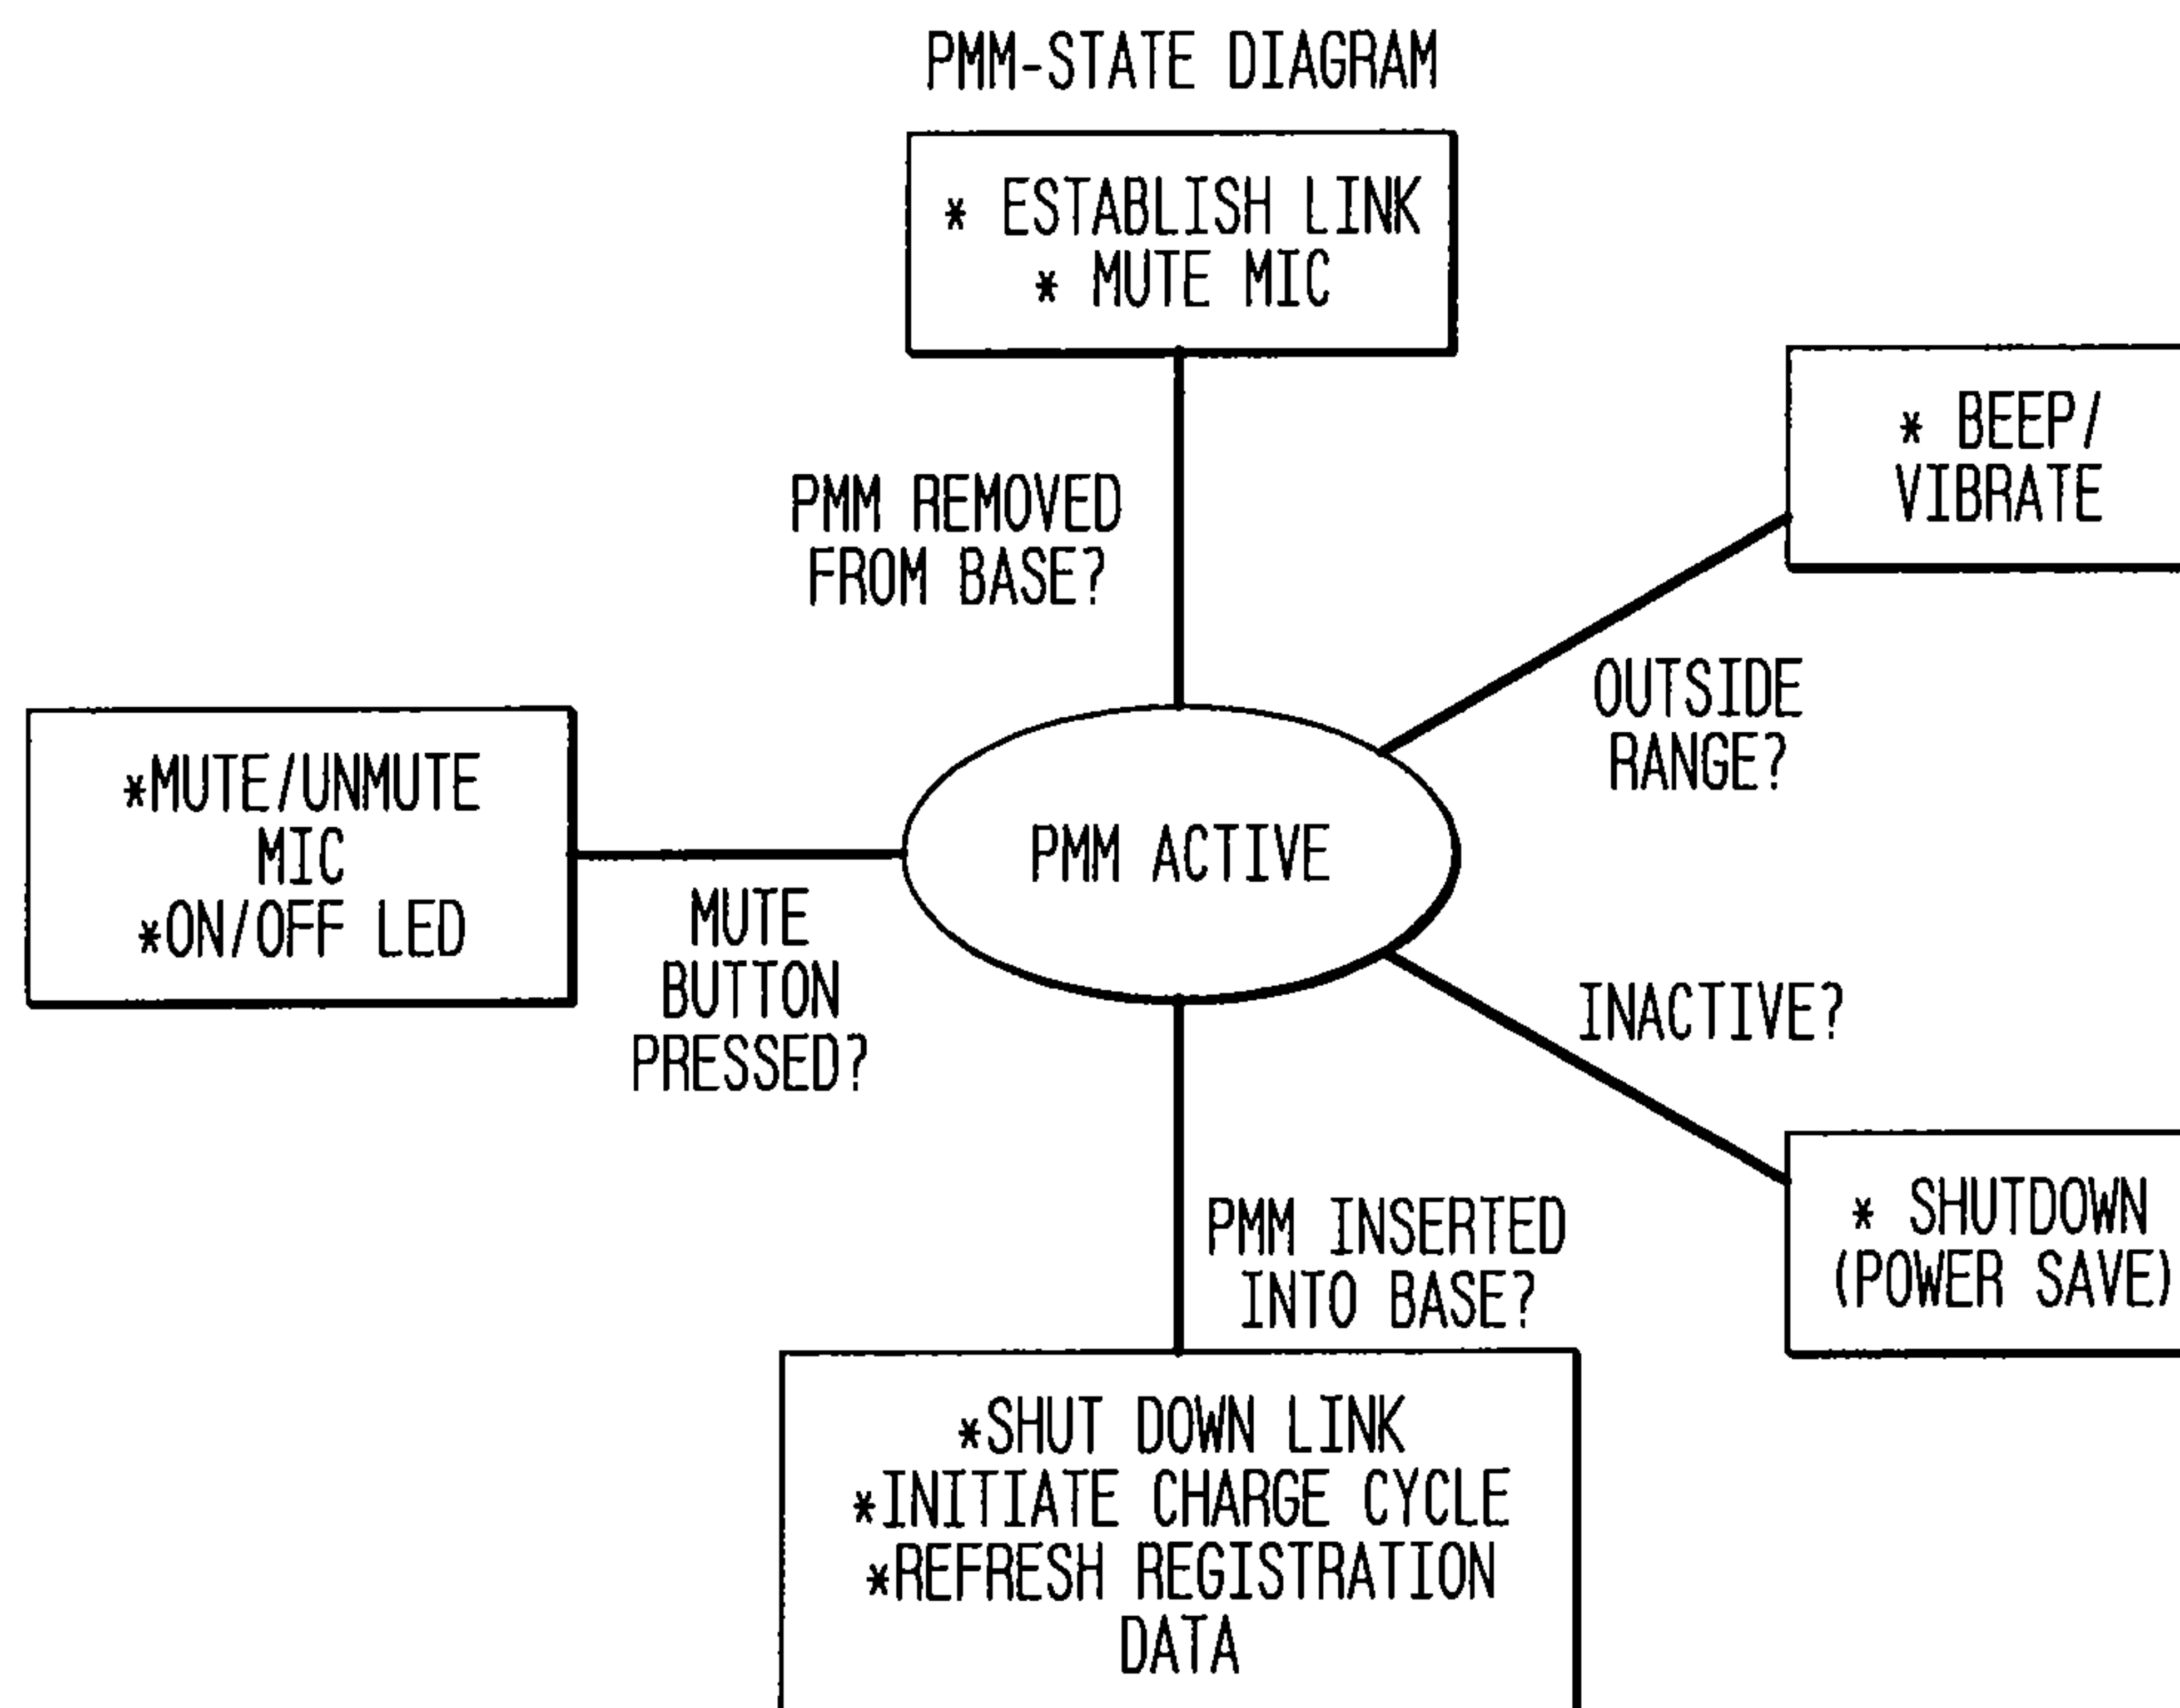 PMM-STATE DIAGRAM
* ESTABLISH LINK
* MUTE MIC
* BEEP/
VIBRATE
PMM REMOVED
FROM BASE?
OUTSIDE
RANGE?
*MUTE/UNMUTE
MIC
*ON/OFF LED
PMM ACTIVE
MUTE
BUTTON
PRESSED?
INACTIVE?
* SHUTDOWN
(POWER SAVE)
PMM INSERTED
INTO BASE?
*SHUT DOWN LINK
*INITIATE CHARGE CYCLE
*REFRESH REGISTRATION
DATA